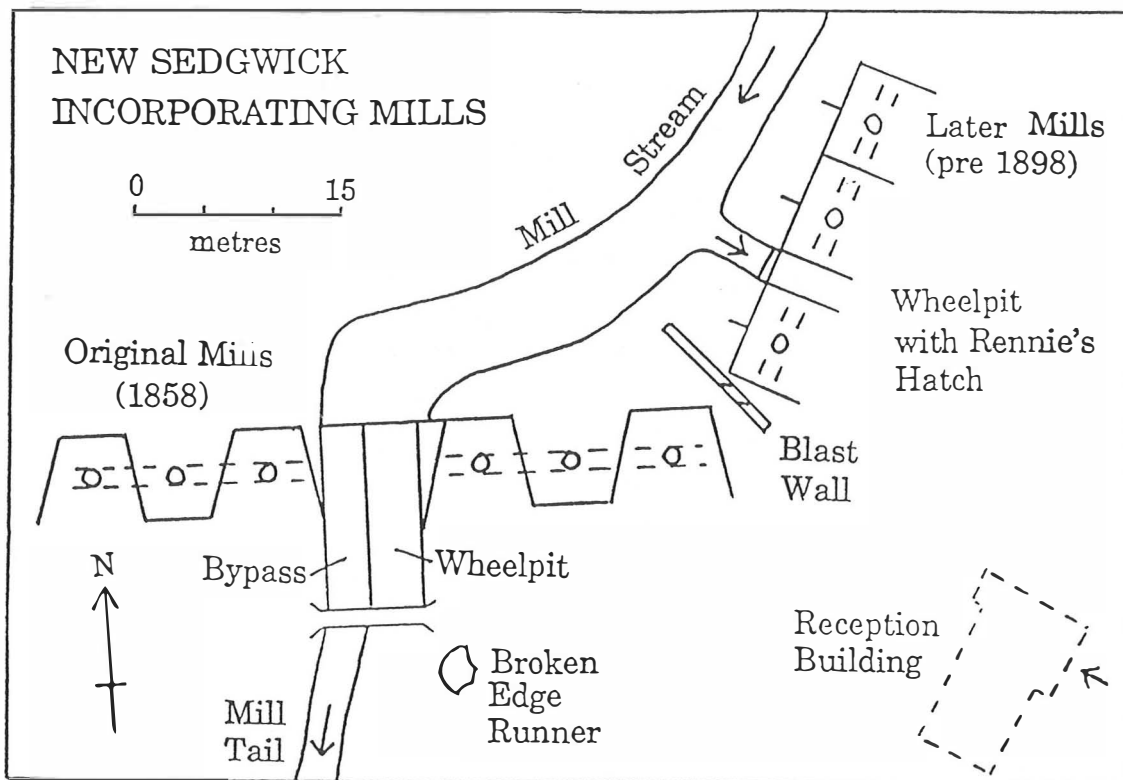 NEW SEDGWICK
INCORPORATING MILLS
0 15
metres
Stream
Mill
Later Mills
(pre 1898)
Wheelpit
with Rennie's
Hatch
Original Mills
(1858)
Blast
Wall
N
Bypass
Wheelpit
Reception
Building
Broken
Edge
Runner
Mill
Tail